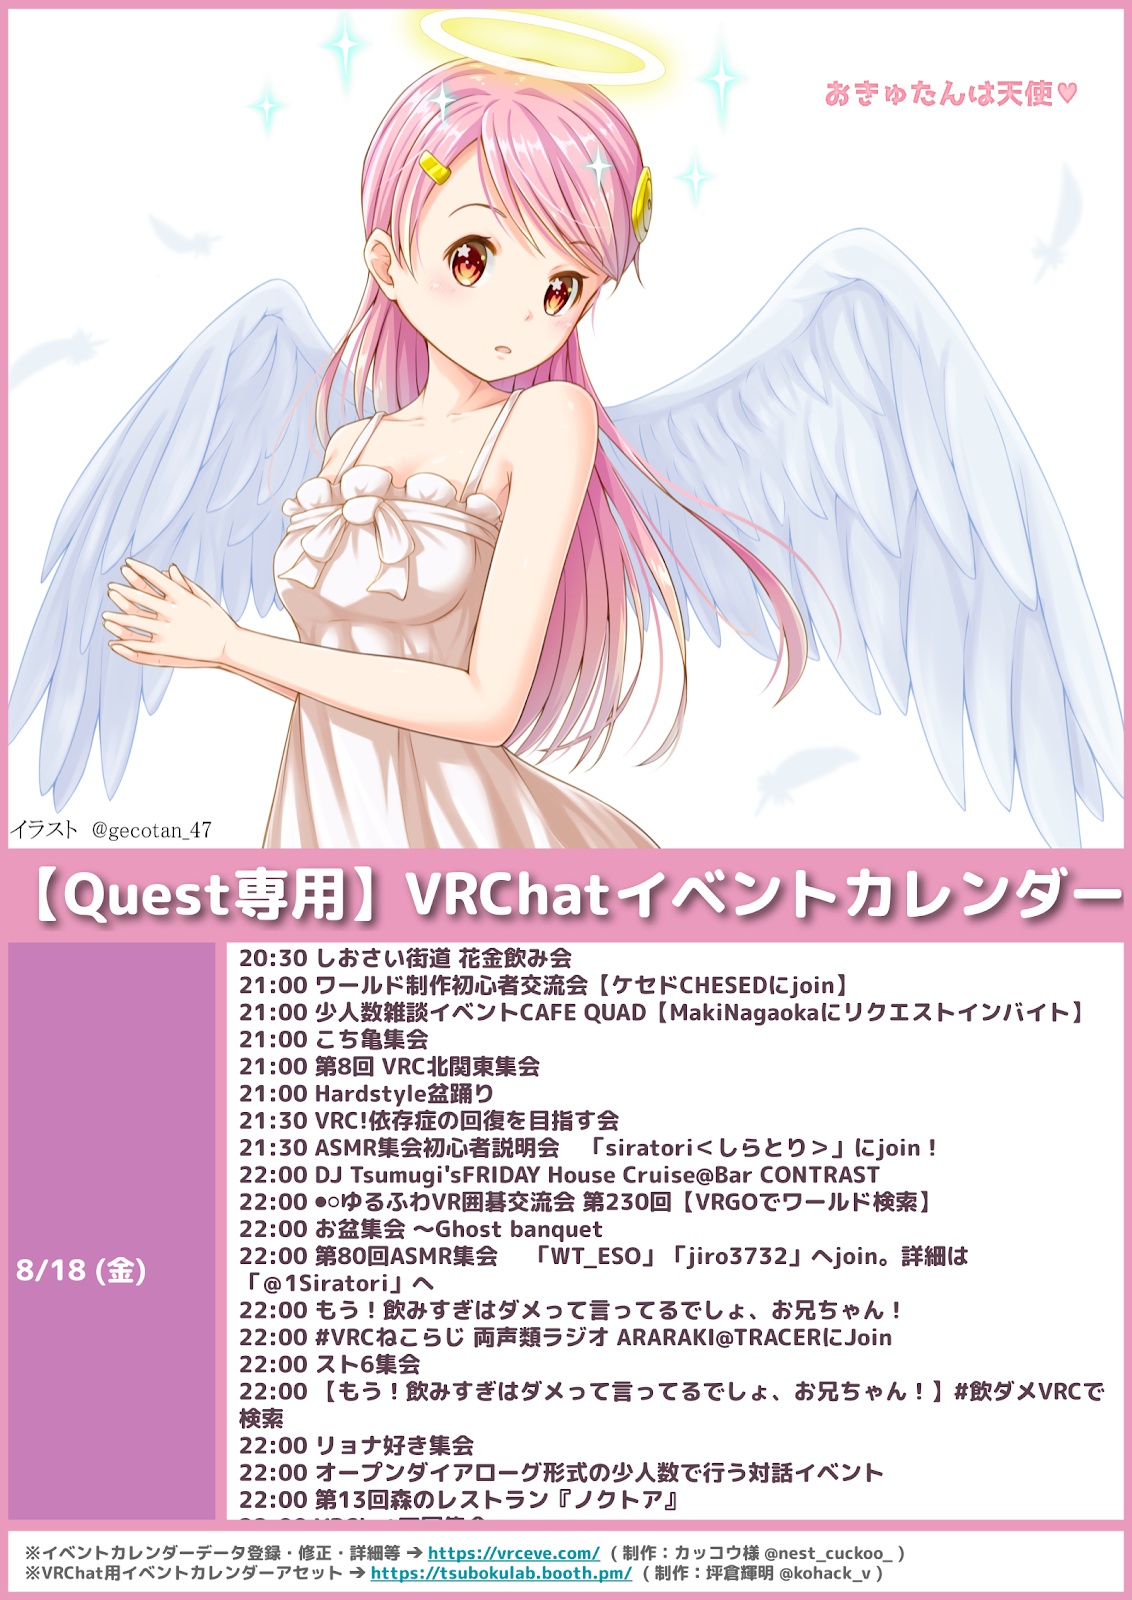 おきゅたんは天使♥
イラスト @gecotan_47
【Quest専用】VRChatイベントカレンダー
8/18 (金)
20:30 しおさい街道 花金飲み会
21:00 ワールド制作初心者交流会【ケセドCHESEDにjoin】
21:00 少人数雑談イベントCAFE QUAD【MakiNagaokaにリクエストインバイト】
21:00 こち亀集会
21:00 第8回 VRC北関東集会
21:00 Hardstyle盆踊り
21:30 VRC!依存症の回復を目指す会
21:30 ASMR集会初心者説明会　「siratori＜しらとり＞」にjoin！
22:00 DJ Tsumugi'sFRIDAY House Cruise@Bar CONTRAST
22:00 ●○ゆるふわVR囲碁交流会 第230回【VRGOでワールド検索】
22:00 お盆集会 〜Ghost banquet
22:00 第80回ASMR集会　「WT_ESO」「jiro3732」へjoin。詳細は
「@1Siratori」へ
22:00 もう！飲みすぎはダメって言ってるでしょ、お兄ちゃん！
22:00 #VRCねこらじ 両声類ラジオ ARARAKI@TRACERにJoin
22:00 スト6集会
22:00 【もう！飲みすぎはダメって言ってるでしょ、お兄ちゃん！】#飲ダメVRCで
検索
22:00 リョナ好き集会
22:00 オープンダイアローグ形式の少人数で行う対話イベント
22:00 第13回森のレストラン『ノクトア』
※イベントカレンダーデータ登録・修正・詳細等 ➔ https://vrceve.com/ （ 制作：カッコウ様 @nest_cuckoo_ ）
※VRChat用イベントカレンダーアセット ➔ https://tsubokulab.booth.pm/ （ 制作：坪倉輝明 @kohack_v ）